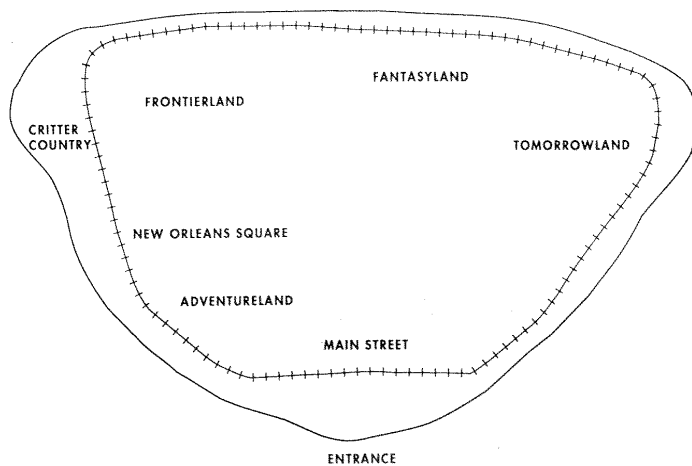 FANTASYLAND
FRONTIERLAND
CRITTER
COUNTRY
TOMORROWLAND
NEW ORLEANS SQUARE
ADVENTURELAND
MAIN STREET
ENTRANCE